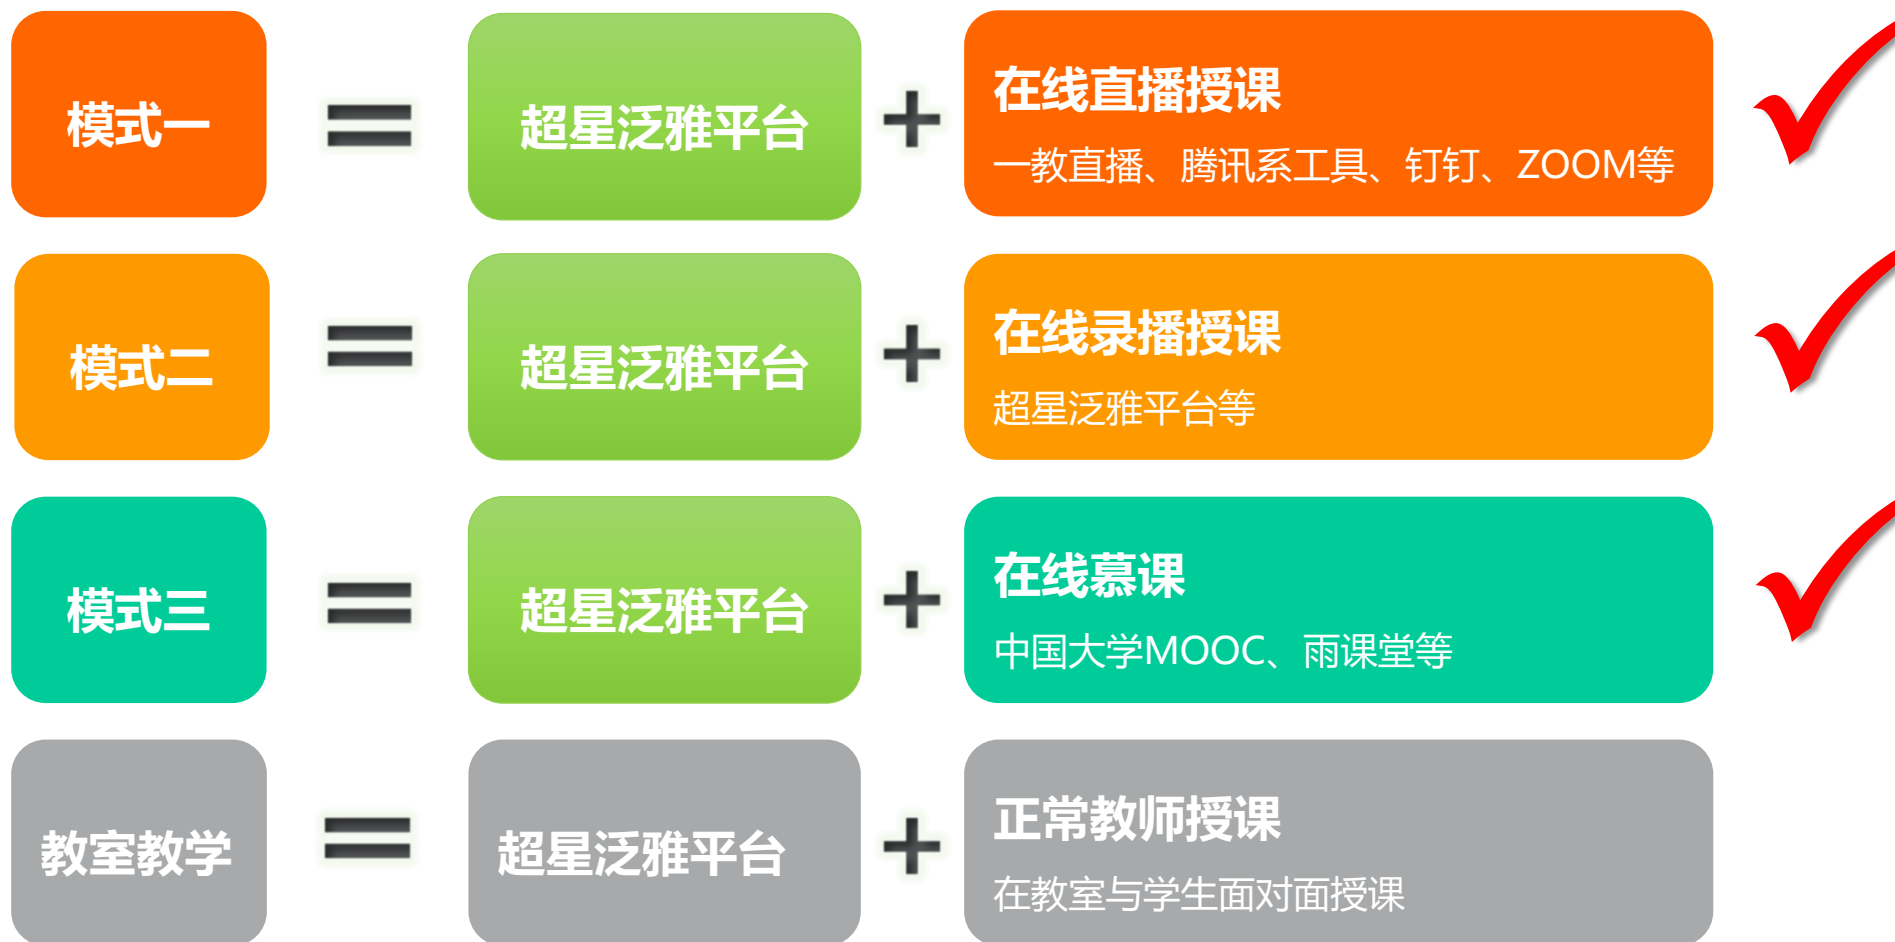 模式一
=
超星泛雅平台
+
在线直播授课
一教直播、腾讯系工具、钉钉、ZOOM等
模式二
=
超星泛雅平台
+
在线录播授课
超星泛雅平台等
模式三
=
超星泛雅平台
+
在线慕课
中国大学MOOC、雨课堂等
教室教学
=
超星泛雅平台
+
正常教师授课
在教室与学生面对面授课